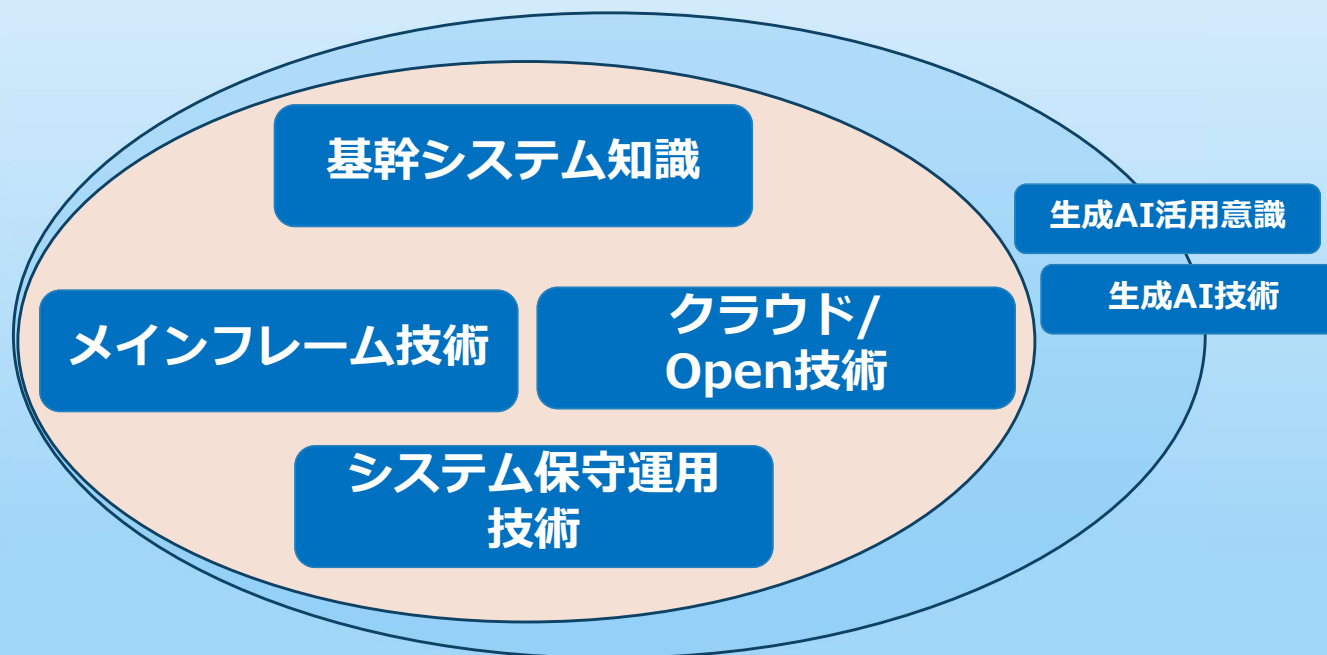 基幹システム知識
生成AI活用意識
生成AI技術
メインフレーム技術
クラウド/
Open技術
システム保守運用
技術